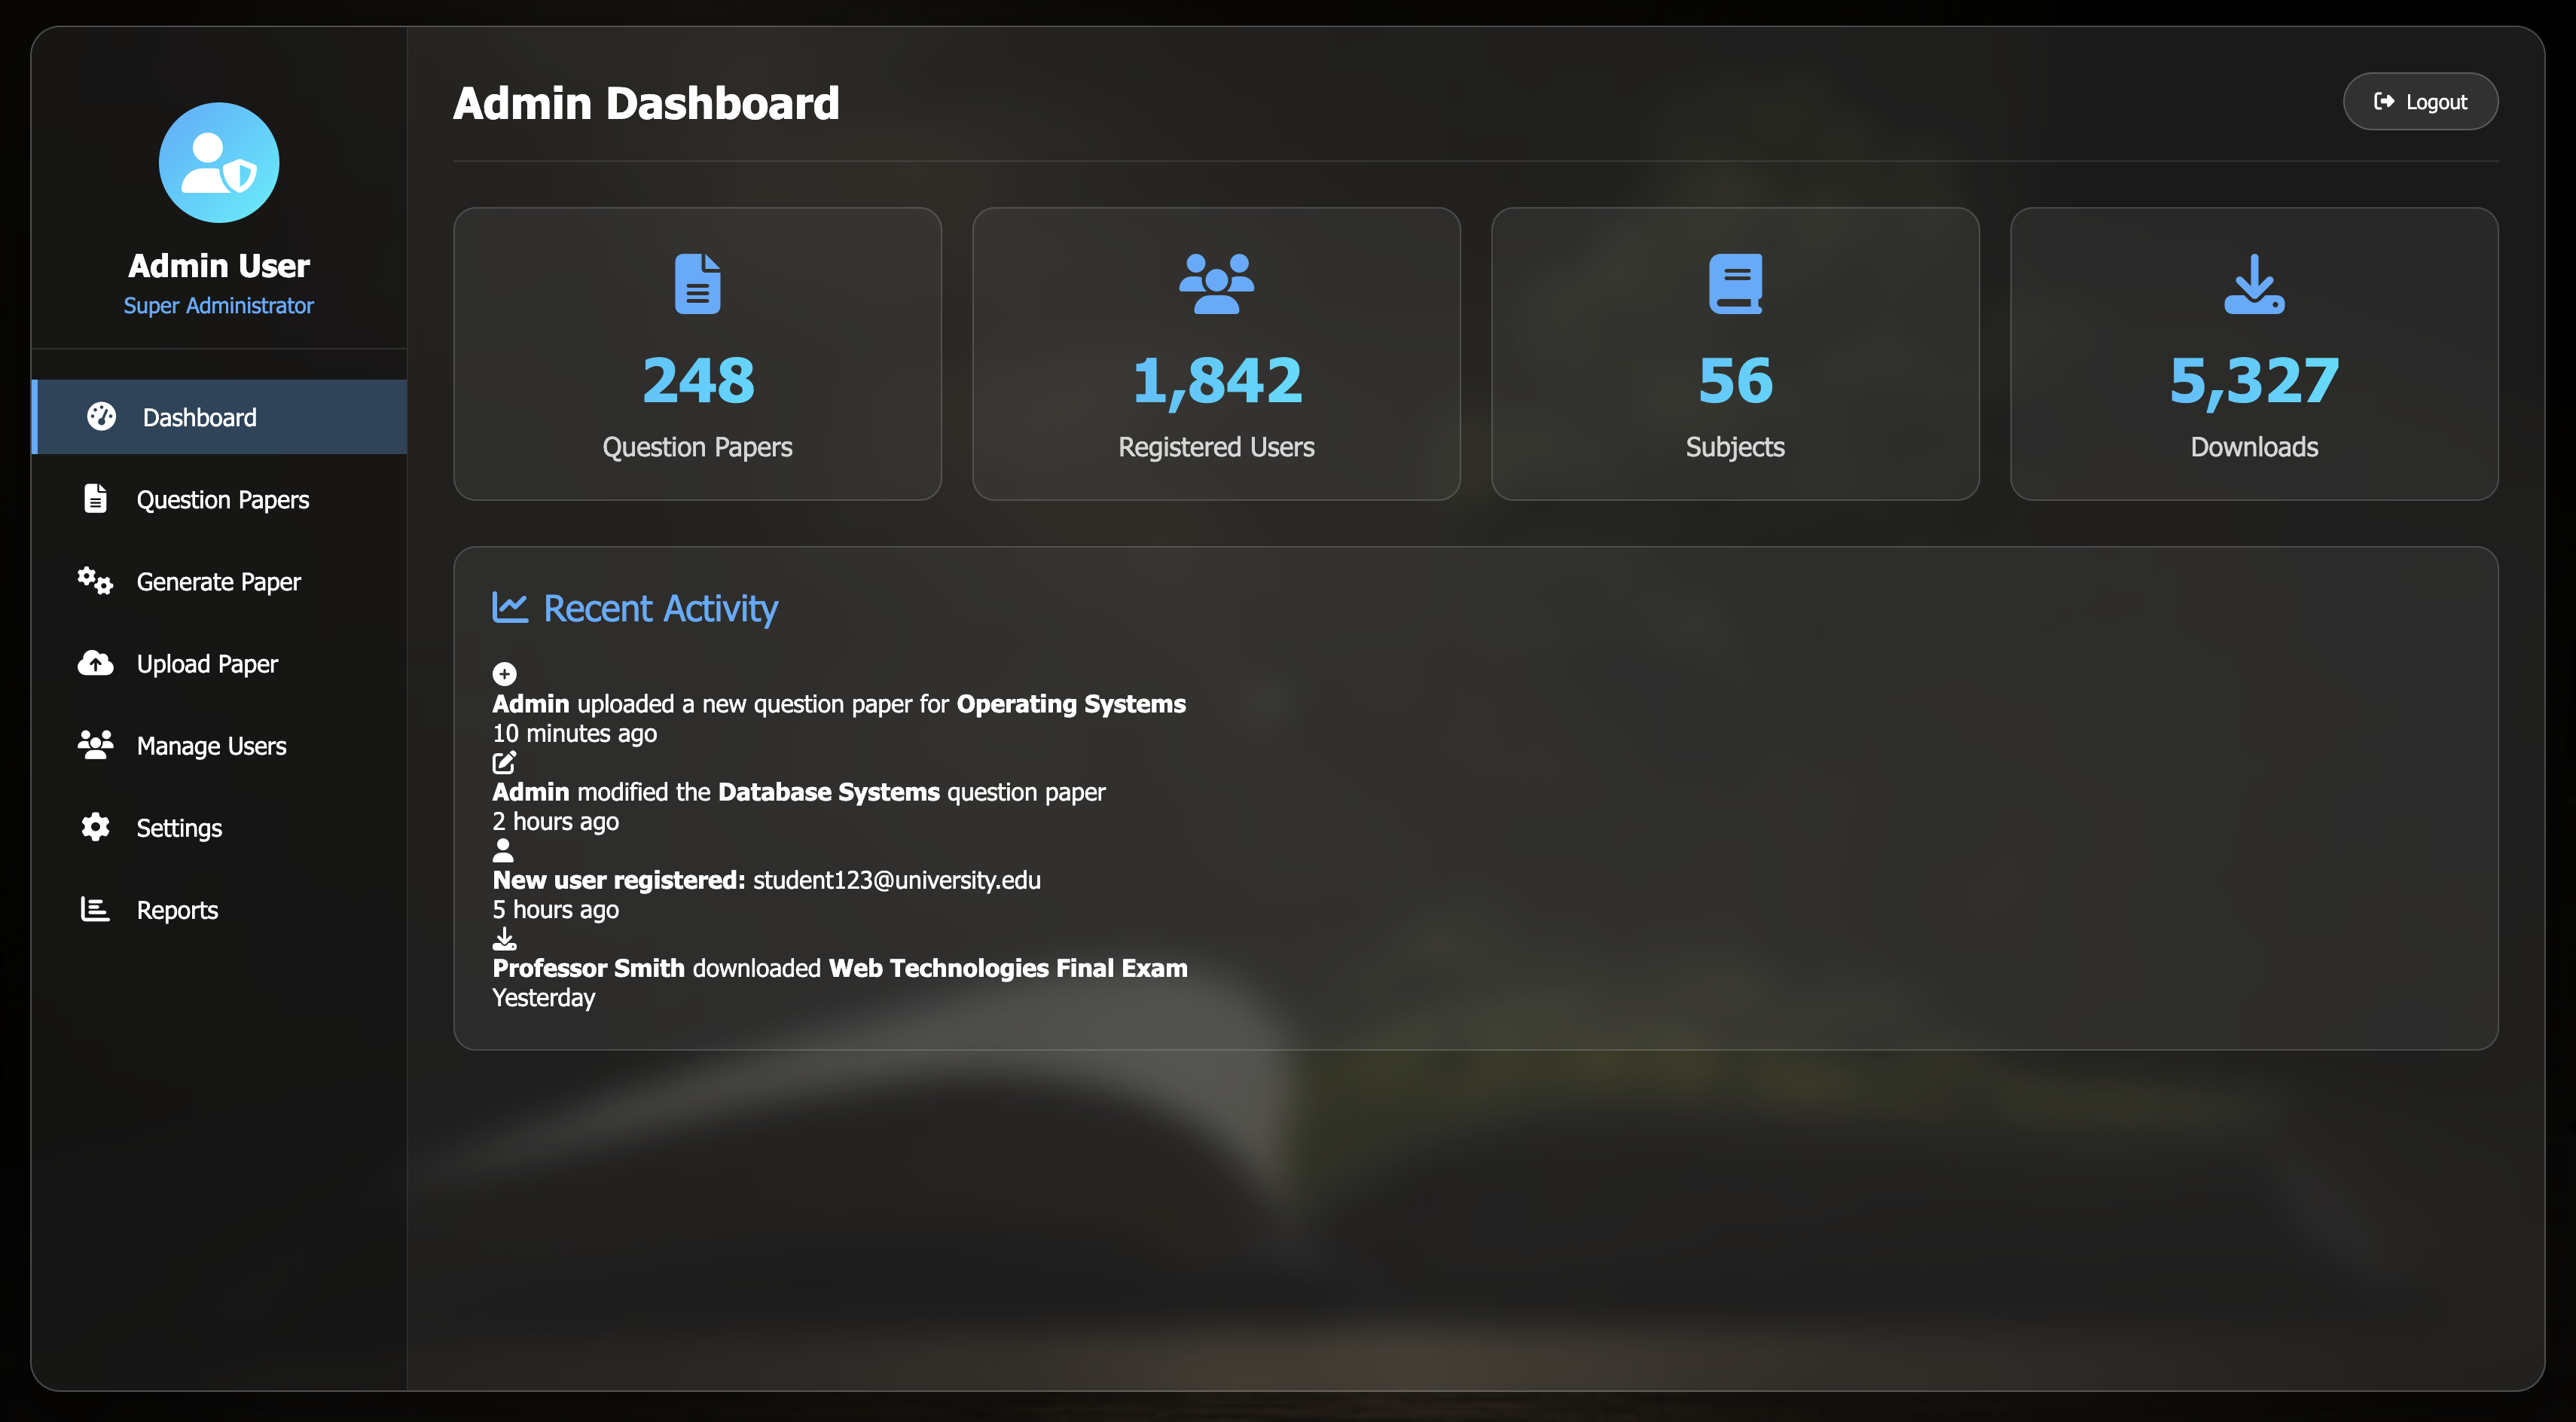 Admin User
Super Administrator
Dashboard
Question Papers
Generate Paper
Upload Paper
Manage Users
Settings
Reports
Admin Dashboard
Logout
248
Question Papers
1,842
Registered Users
56
Subjects
5,327
Downloads
Recent Activity
Admin uploaded a new question paper for Operating Systems
10 minutes ago
Admin modified the Database Systems question paper
2 hours ago
New user registered: student123@university.edu
5 hours ago
Professor Smith downloaded Web Technologies Final Exam
Yesterday